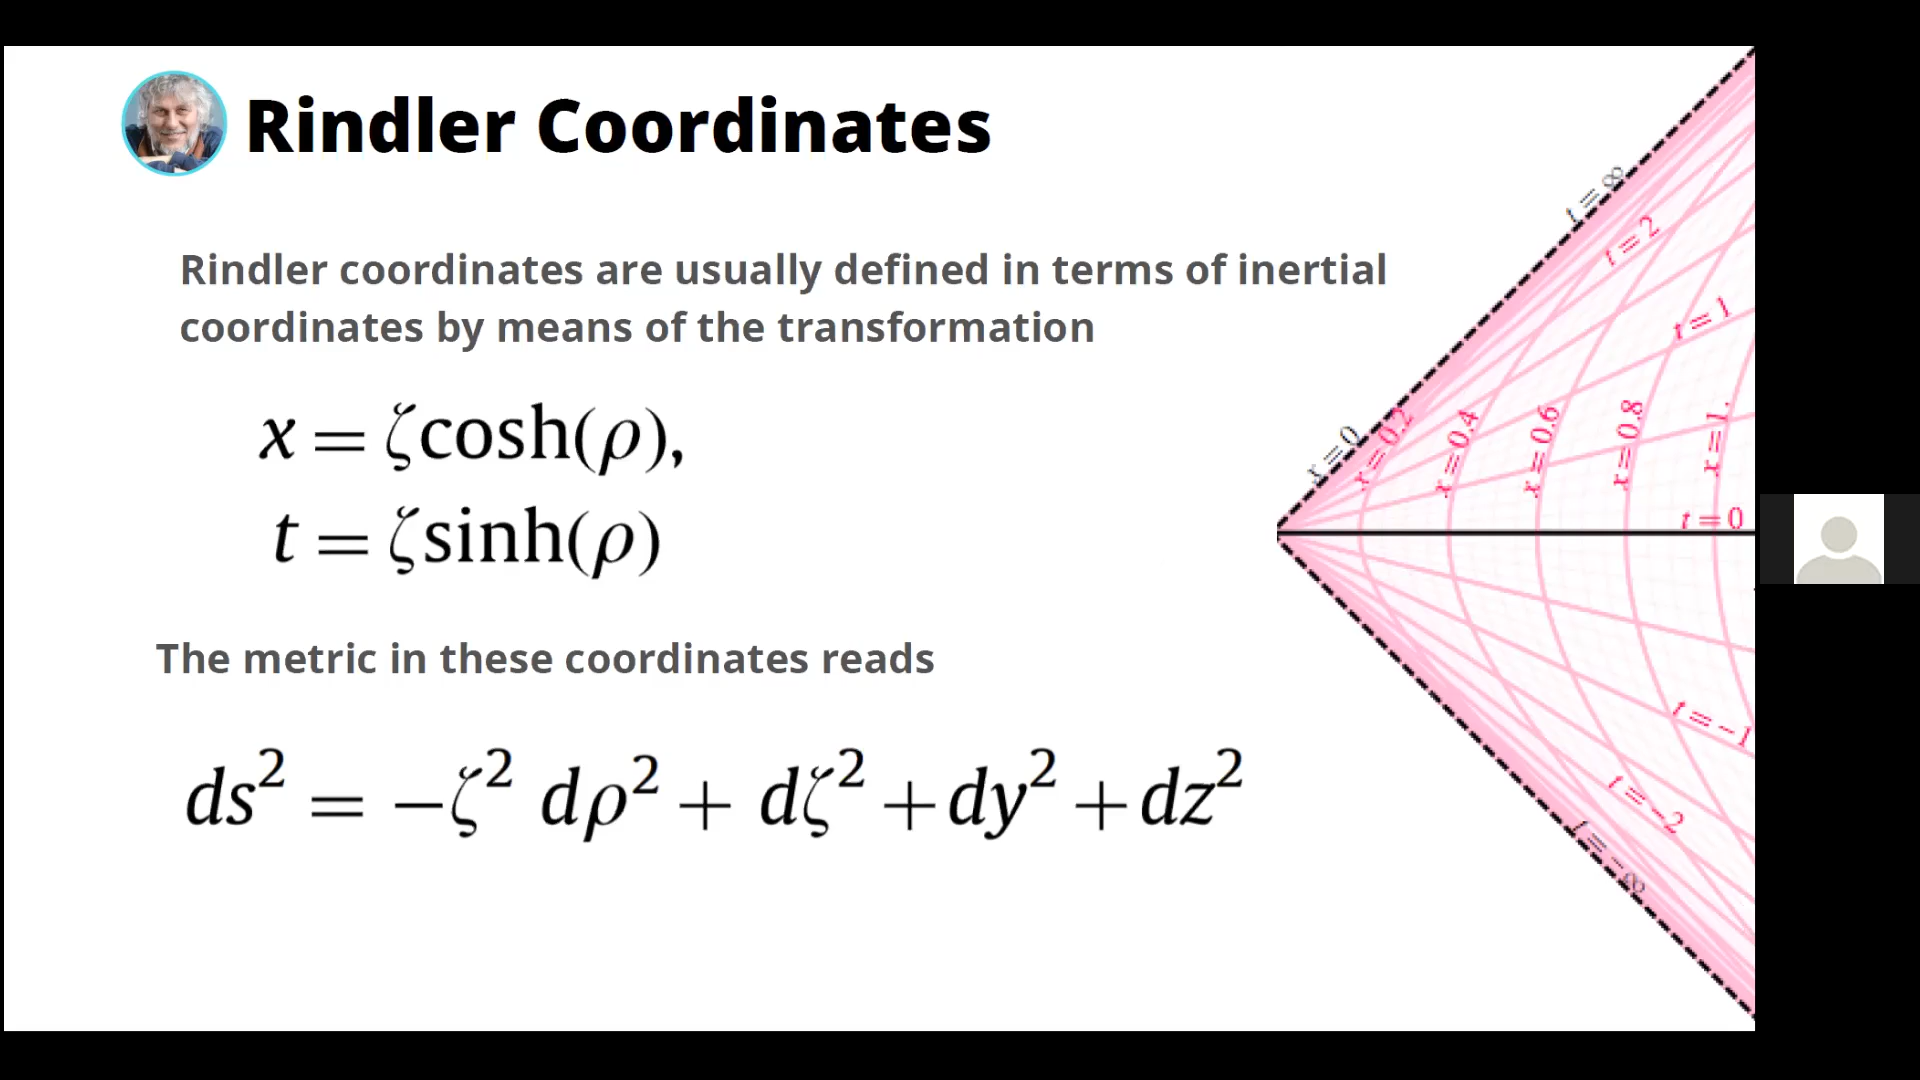 Rindler Coordinates
Rindler coordinates are usually defined in terms of inertial
coordinates by means of the transformation
x = ζcosh(ρ),
t = ζsinh(ρ)
The metric in these coordinates reads
ds² = −ζ² dρ² + dζ² + dy² + dz²
t = ∞
t = 2
t = 1
x = 0
x = 0.2
x = 0.4
x = 0.6
x = 0.8
x = 1.
t = 0
t = −1
t = −2
t = −∞